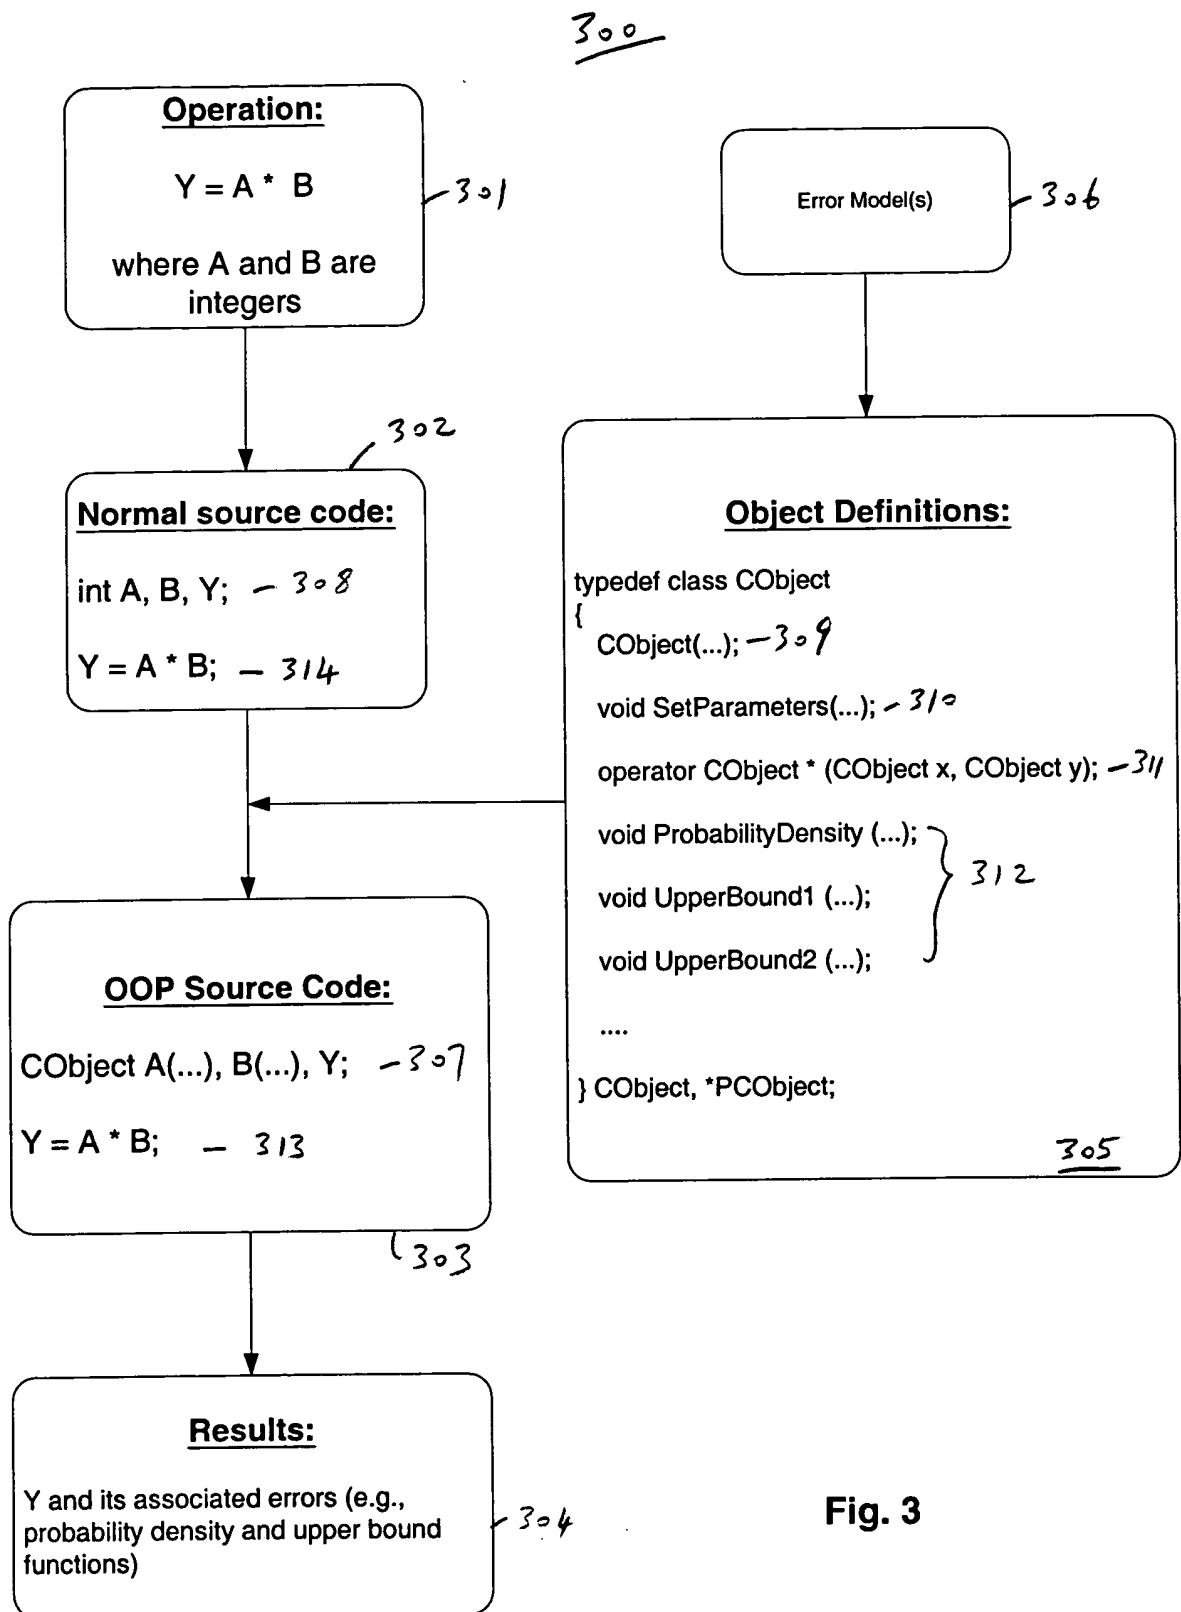 300
Operation:
Y = A * B
where A and B are
integers
301
Error Model(s)
306
302
Normal source code:
int A, B, Y; - 308
Y = A * B; - 314
Object Definitions:
typedef class CObject
{
CObject(...); - 309
void SetParameters(...); - 310
operator CObject * (CObject x, CObject y); - 311
void ProbabilityDensity (...);
void UpperBound1 (...);
312
void UpperBound2 (...);
....
} CObject, *PCObject;
305
OOP Source Code:
CObject A(...), B(...), Y; - 307
Y = A * B; - 313
303
Results:
Y and its associated errors (e.g.,
probability density and upper bound
functions)
304
Fig. 3